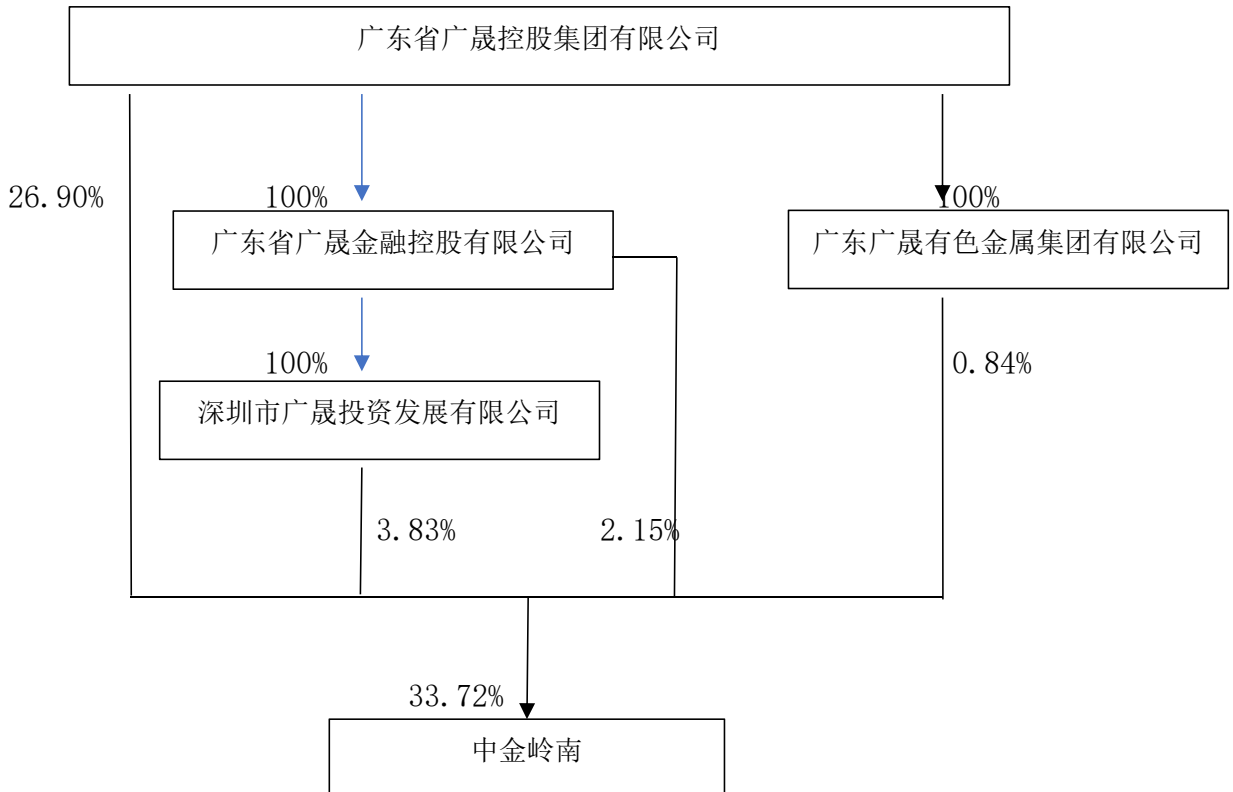 广东省广晟控股集团有限公司
26.90%
100%
100%
广东省广晟金融控股有限公司
广东广晟有色金属集团有限公司
100%
0.84%
深圳市广晟投资发展有限公司
3.83%
2.15%
33.72%
中金岭南